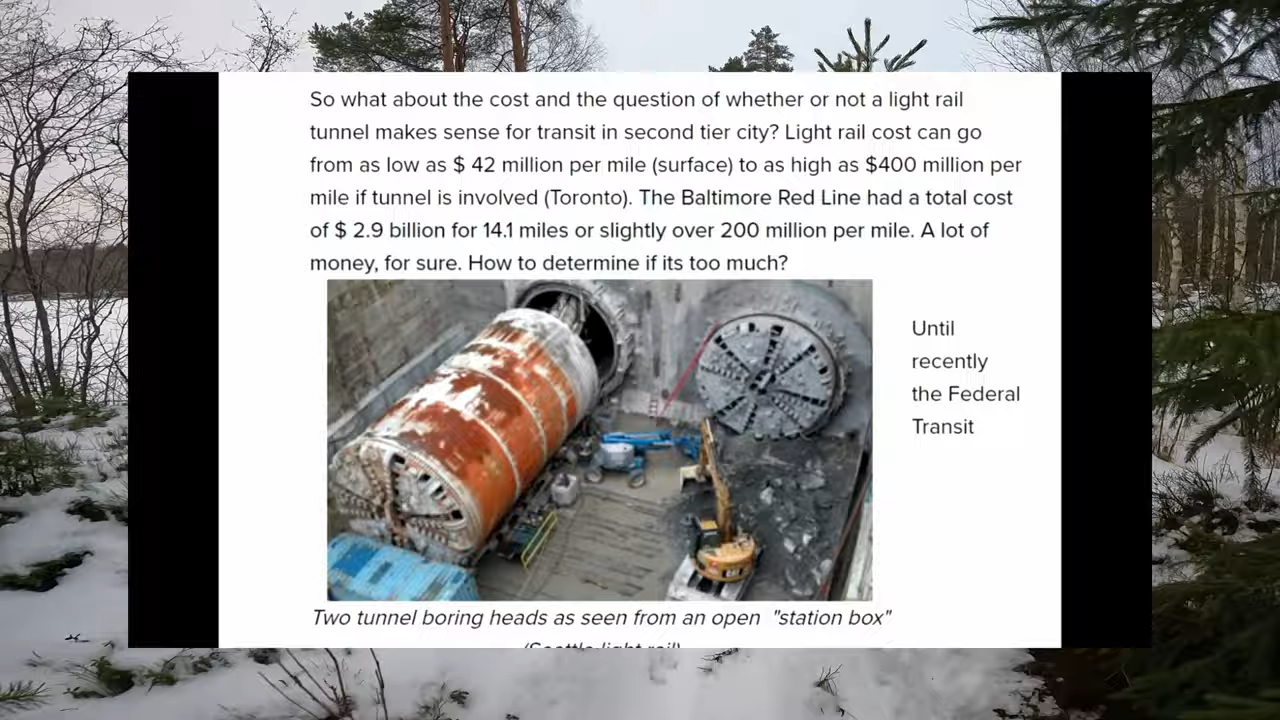 So what about the cost and the question of whether or not a light rail
tunnel makes sense for transit in second tier city? Light rail cost can go
from as low as $ 42 million per mile (surface) to as high as $400 million per
mile if tunnel is involved (Toronto). The Baltimore Red Line had a total cost
of $ 2.9 billion for 14.1 miles or slightly over 200 million per mile. A lot of
money, for sure. How to determine if its too much?
Until
recently
the Federal
Transit
Two tunnel boring heads as seen from an open "station box"
(Seattle light rail)